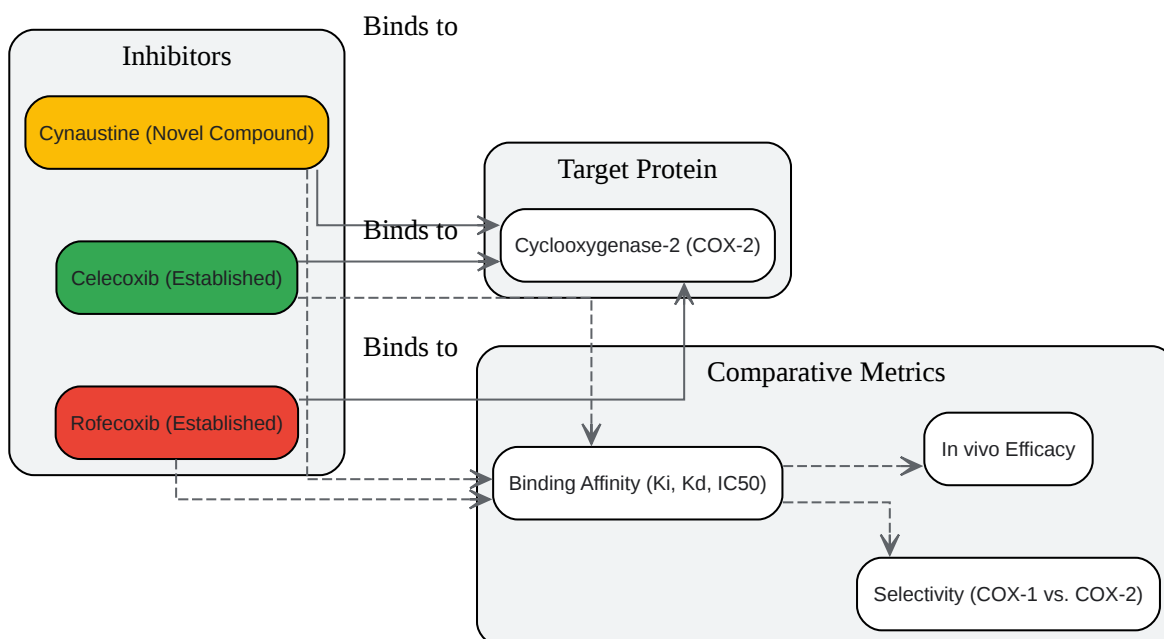 Binds to
Inhibitors
Cynaustine (Novel Compound)
Target Protein
Binds to
Cyclooxygenase-2 (COX-2)
Celecoxib (Established)
Binds to
Comparative Metrics
Rofecoxib (Established)
In vivo Efficacy
Binding Affinity (Ki, Kd, IC50)
Selectivity (COX-1 vs. COX-2)